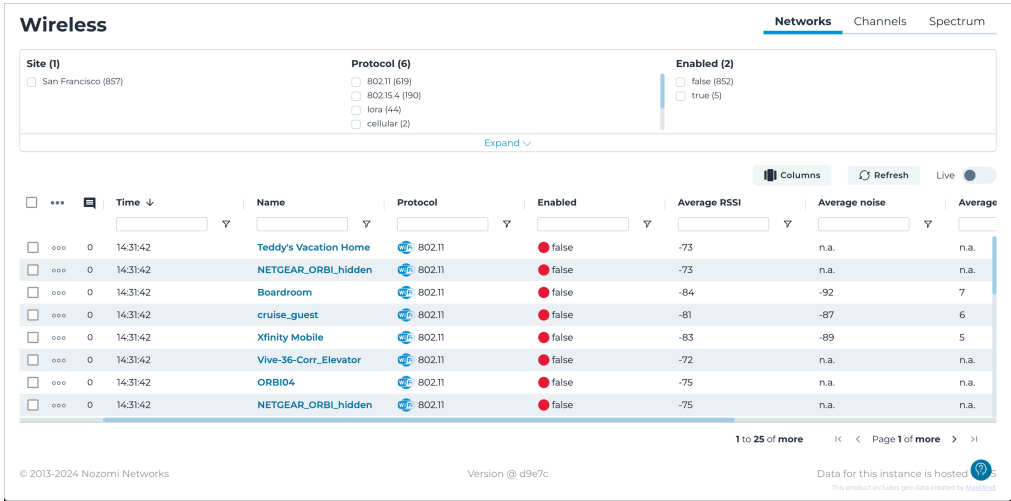 Wireless
Networks Channels Spectrum
Site (1) Protocol (6) Enabled (2)
San Francisco (857) 802.11 (619) false (852)
802.15.4 (190) true (5)
lora (44)
cellular (2)
Expand
Columns Refresh Live
Time Name Protocol Enabled Average RSSI Average noise Average
0 14:31:42 Teddy's Vacation Home WiFi 802.11 false -73 n.a. n.a.
0 14:31:42 NETGEAR_ORBI_hidden WiFi 802.11 false -73 n.a. n.a.
0 14:31:42 Boardroom WiFi 802.11 false -84 -92 7
0 14:31:42 cruise_guest WiFi 802.11 false -81 -87 6
0 14:31:42 Xfinity Mobile WiFi 802.11 false -83 -89 5
0 14:31:42 Vive-36-Corr_Elevator WiFi 802.11 false -72 n.a. n.a.
0 14:31:42 ORBI04 WiFi 802.11 false -75 n.a. n.a.
0 14:31:42 NETGEAR_ORBI_hidden WiFi 802.11 false -75 n.a. n.a.
1 to 25 of more Page 1 of more
© 2013-2024 Nozomi Networks Version @ d9e7c Data for this instance is hosted
This product includes geo data created by MaxMind.